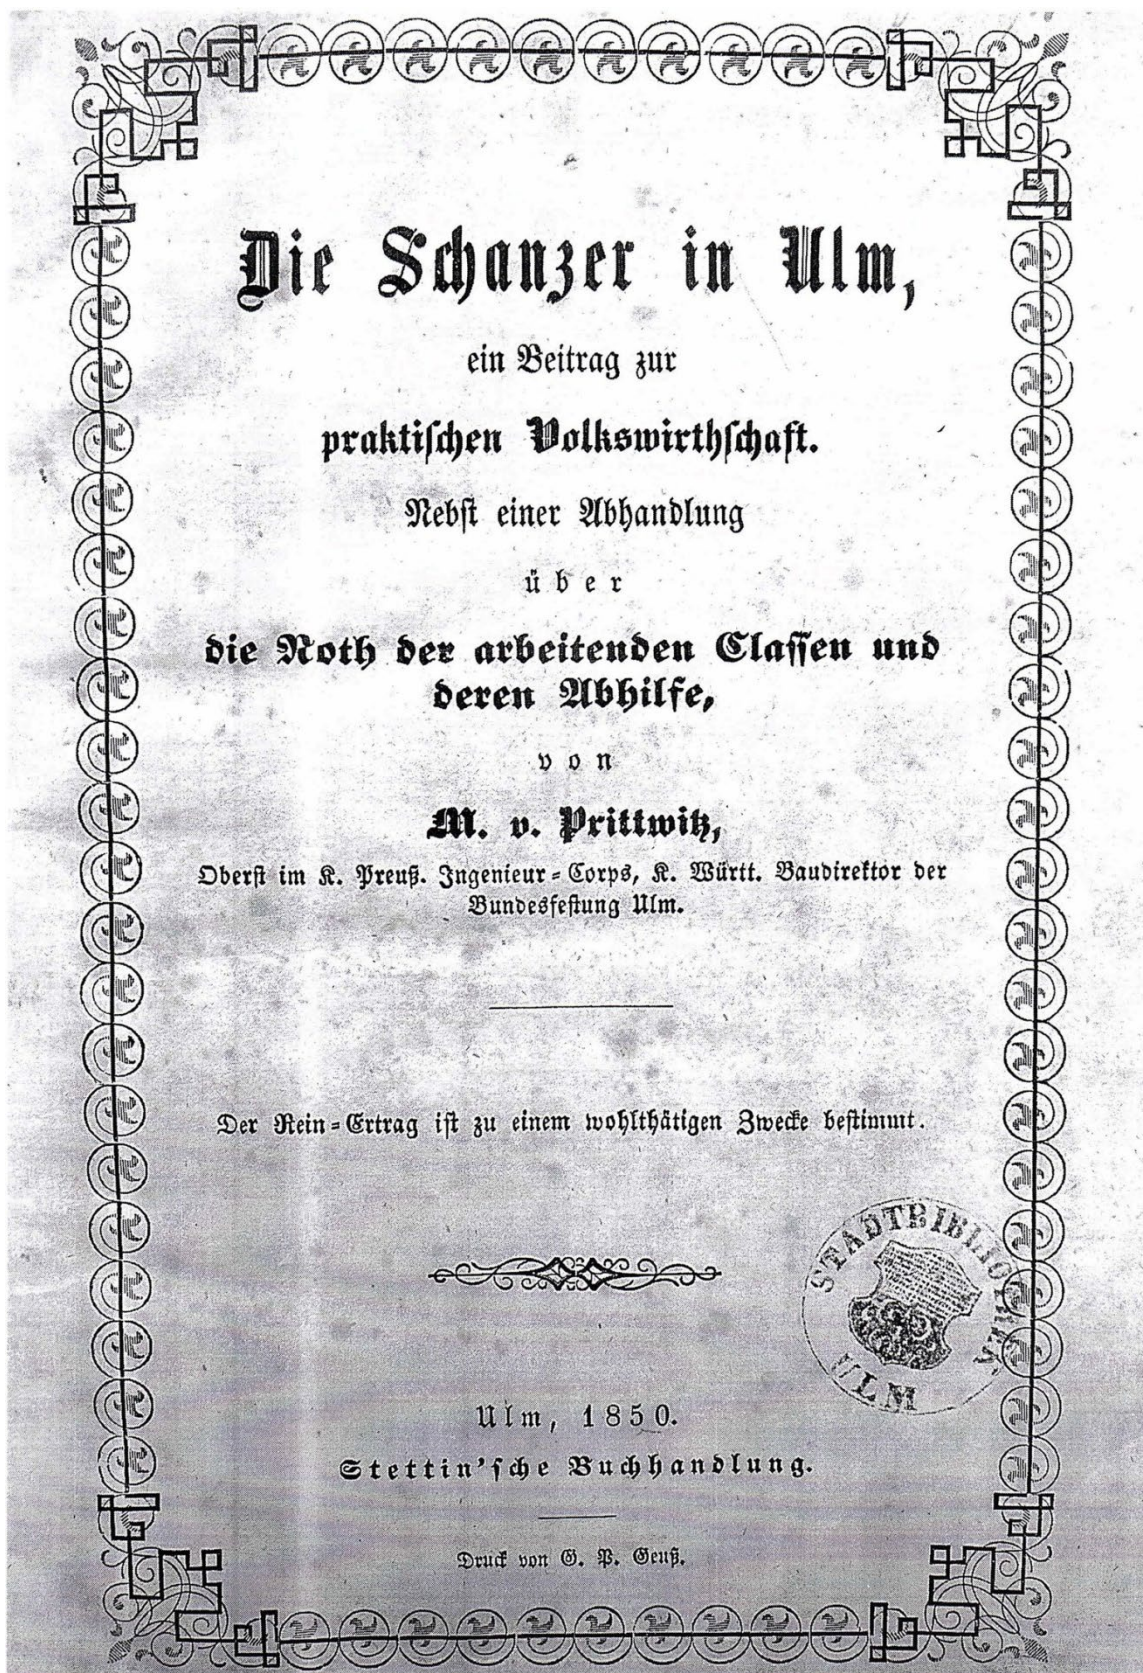 Die Schanzer in Ulm,
ein Beitrag zur
praktiſchen Volkswirthſchaft.
Nebſt einer Abhandlung
über
die Noth der arbeitenden Claſſen und
deren Abhilfe,
von
M. v. Prittwitz,
Oberſt im K. Preuß. Ingenieur=Corps, K. Württ. Baudirektor der
Bundesfeſtung Ulm.
Der Rein=Ertrag iſt zu einem wohlthätigen Zwecke beſtimmt.
STADTBIBLIOTHEK
ULM
Ulm, 1850.
Stettin'ſche Buchhandlung.
Druck von G. P. Geuß.